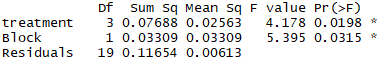 Df Sum Sq Mean Sq F value Pr(>F)
treatment 3 0.07688 0.02563 4.178 0.0198 *
Block 1 0.03309 0.03309 5.395 0.0315 *
Residuals 19 0.11654 0.00613